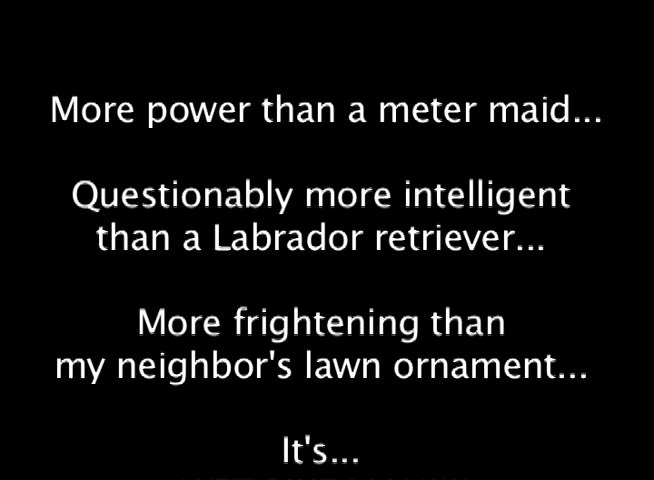 More power than a meter maid...
Questionably more intelligent
than a Labrador retriever...
More frightening than
my neighbor's lawn ornament...
It's...